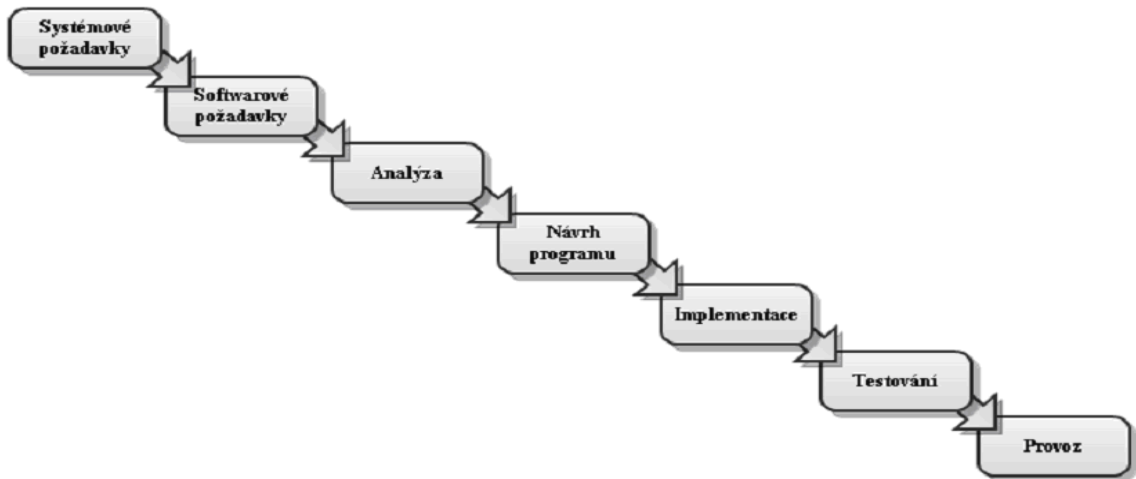 Systémové
požadavky
Softwarové
požadavky
Analýza
Návrh
programu
Implementace
Testování
Provoz